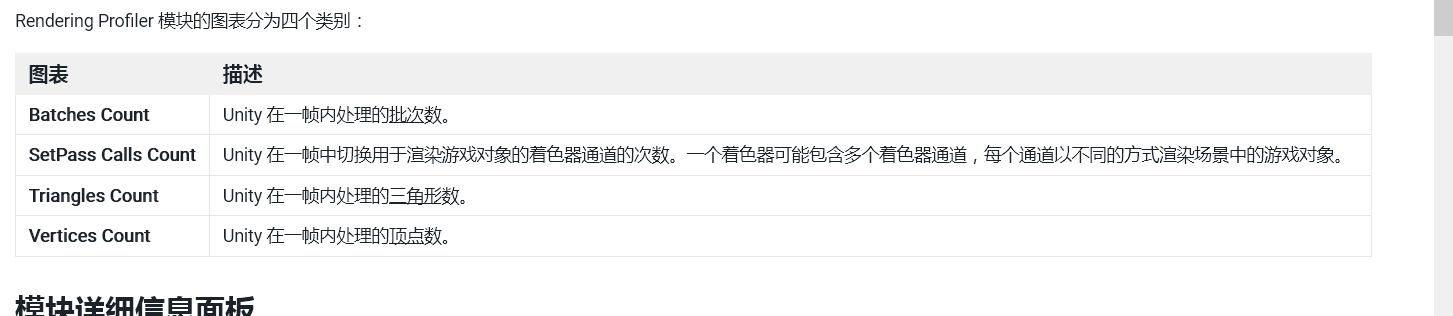 Rendering Profiler 模块的图表分为四个类别：
图表 描述
Batches Count Unity 在一帧内处理的批次数。
SetPass Calls Count Unity 在一帧中切换用于渲染游戏对象的着色器通道的次数。一个着色器可能包含多个着色器通道，每个通道以不同的方式渲染场景中的游戏对象。
Triangles Count Unity 在一帧内处理的三角形数。
Vertices Count Unity 在一帧内处理的顶点数。
模块详细信息面板